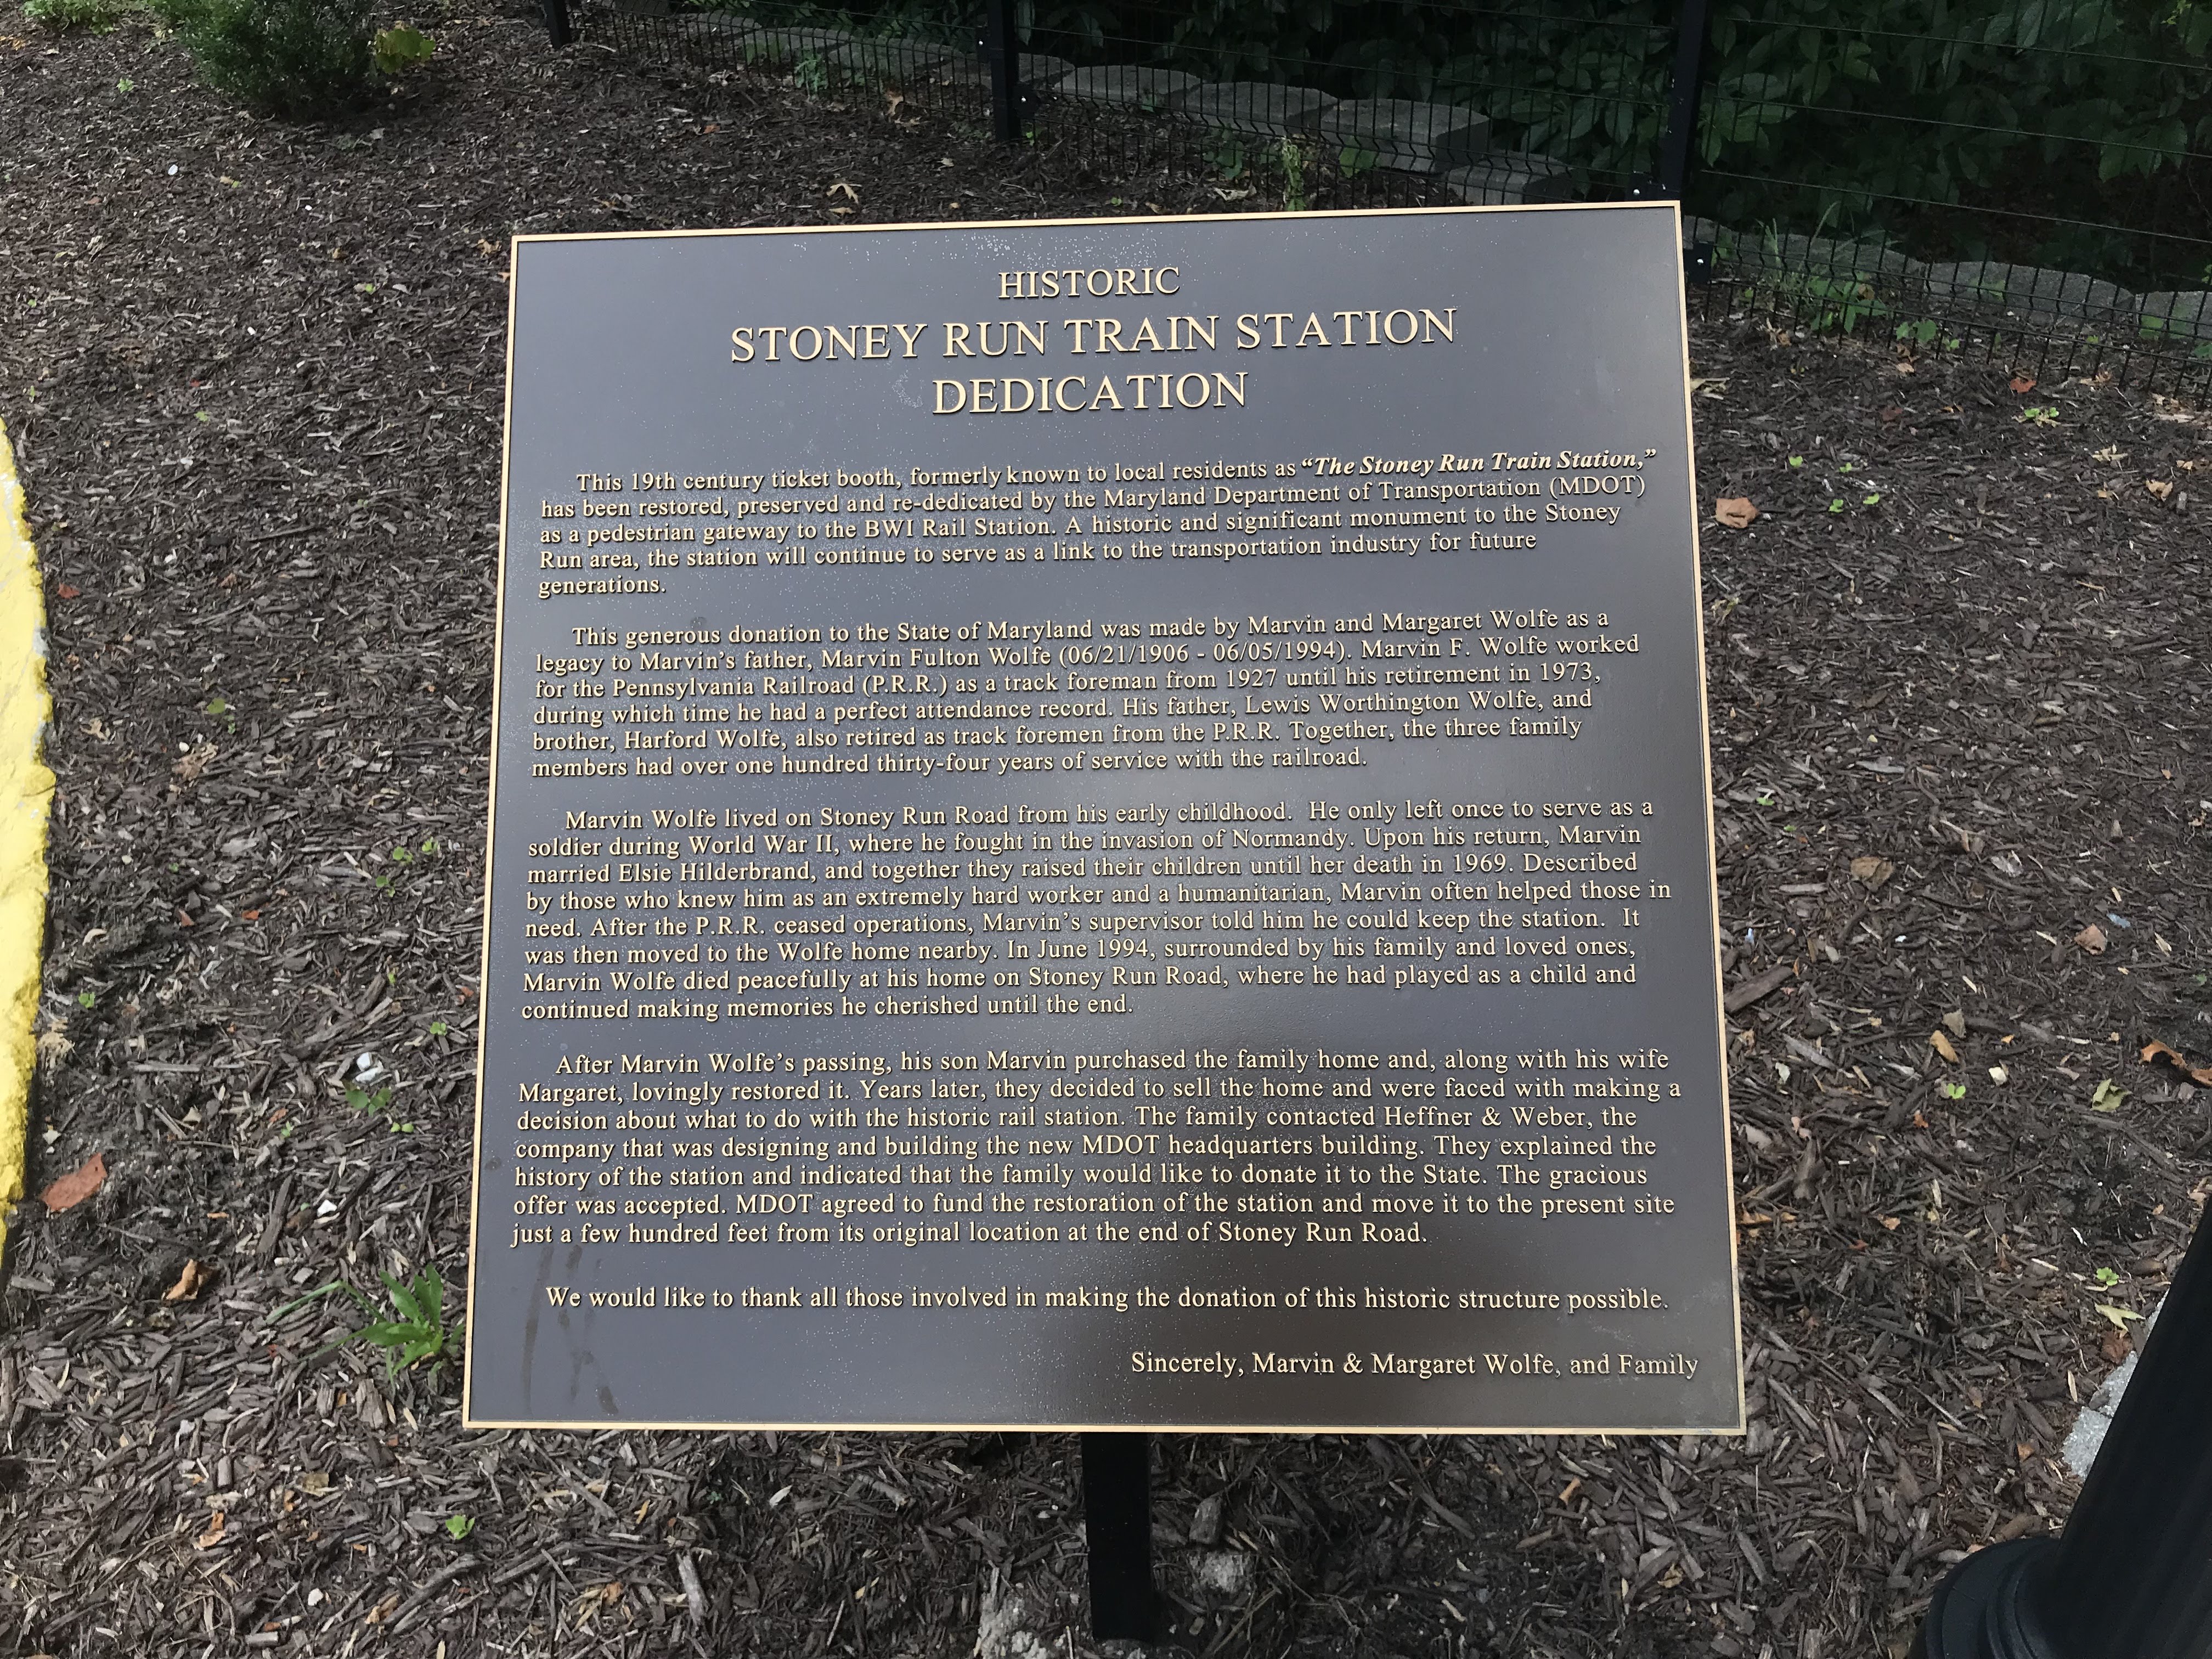 HISTORIC
STONEY RUN TRAIN STATION
DEDICATION
This 19th century ticket booth, formerly known to local residents as “The Stoney Run Train Station,”
has been restored, preserved and re-dedicated by the Maryland Department of Transportation (MDOT)
as a pedestrian gateway to the BWI Rail Station. A historic and significant monument to the Stoney
Run area, the station will continue to serve as a link to the transportation industry for future
generations.
This generous donation to the State of Maryland was made by Marvin and Margaret Wolfe as a
legacy to Marvin’s father, Marvin Fulton Wolfe (06/21/1906 - 06/05/1994). Marvin F. Wolfe worked
for the Pennsylvania Railroad (P.R.R.) as a track foreman from 1927 until his retirement in 1973,
during which time he had a perfect attendance record. His father, Lewis Worthington Wolfe, and
brother, Harford Wolfe, also retired as track foremen from the P.R.R. Together, the three family
members had over one hundred thirty-four years of service with the railroad.
Marvin Wolfe lived on Stoney Run Road from his early childhood. He only left once to serve as a
soldier during World War II, where he fought in the invasion of Normandy. Upon his return, Marvin
married Elsie Hilderbrand, and together they raised their children until her death in 1969. Described
by those who knew him as an extremely hard worker and a humanitarian, Marvin often helped those in
need. After the P.R.R. ceased operations, Marvin’s supervisor told him he could keep the station. It
was then moved to the Wolfe home nearby. In June 1994, surrounded by his family and loved ones,
Marvin Wolfe died peacefully at his home on Stoney Run Road, where he had played as a child and
continued making memories he cherished until the end.
After Marvin Wolfe’s passing, his son Marvin purchased the family home and, along with his wife
Margaret, lovingly restored it. Years later, they decided to sell the home and were faced with making a
decision about what to do with the historic rail station. The family contacted Heffner & Weber, the
company that was designing and building the new MDOT headquarters building. They explained the
history of the station and indicated that the family would like to donate it to the State. The gracious
offer was accepted. MDOT agreed to fund the restoration of the station and move it to the present site
just a few hundred feet from its original location at the end of Stoney Run Road.
We would like to thank all those involved in making the donation of this historic structure possible.
Sincerely, Marvin & Margaret Wolfe, and Family